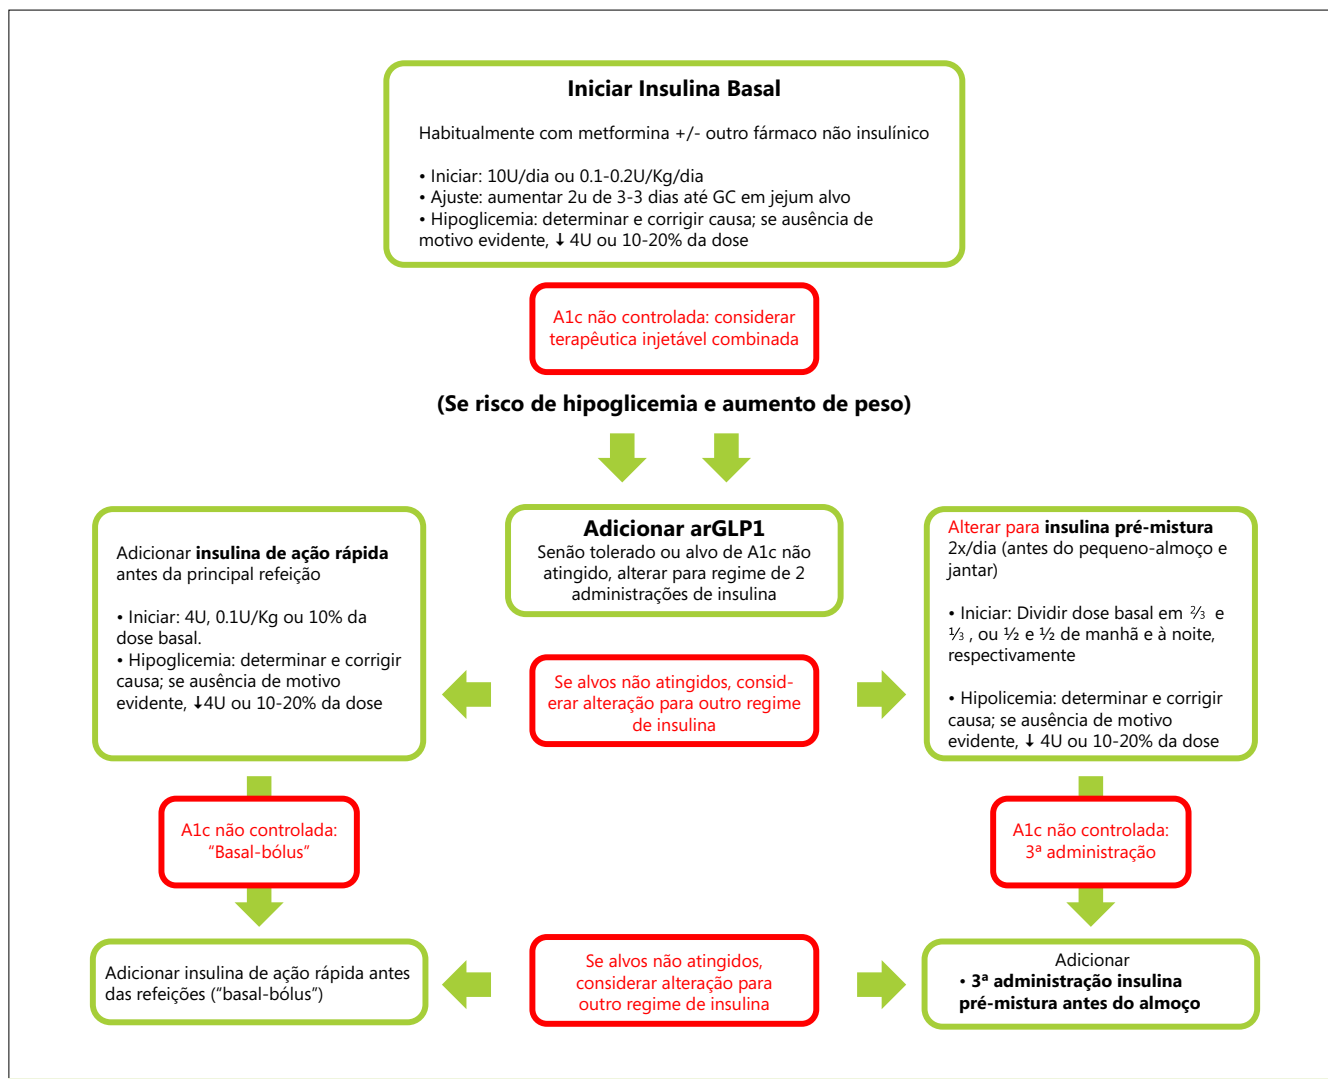 Iniciar Insulina Basal
Habitualmente com metformina +/- outro fármaco não insulínico
• Iniciar: 10U/dia ou 0.1-0.2U/Kg/dia
• Ajuste: aumentar 2u de 3-3 dias até GC em jejum alvo
• Hipoglicemia: determinar e corrigir causa; se ausência de
motivo evidente, ↓ 4U ou 10-20% da dose
A1c não controlada: considerar
terapêutica injetável combinada
(Se risco de hipoglicemia e aumento de peso)
Adicionar insulina de ação rápida
antes da principal refeição
• Iniciar: 4U, 0.1U/Kg ou 10% da
dose basal.
• Hipoglicemia: determinar e corrigir
causa; se ausência de motivo
evidente, ↓4U ou 10-20% da dose
Adicionar arGLP1
Senão tolerado ou alvo de A1c não
atingido, alterar para regime de 2
administrações de insulina
Alterar para insulina pré-mistura
2x/dia (antes do pequeno-almoço e
jantar)
• Iniciar: Dividir dose basal em ⅔ e
⅓ , ou ½ e ½ de manhã e à noite,
respectivamente
• Hipolicemia: determinar e corrigir
causa; se ausência de motivo
evidente, ↓ 4U ou 10-20% da dose
Se alvos não atingidos, consid-
erar alteração para outro regime
de insulina
A1c não controlada:
“Basal-bólus”
A1c não controlada:
3ª administração
Adicionar insulina de ação rápida antes
das refeições (“basal-bólus”)
Se alvos não atingidos,
considerar alteração para
outro regime de insulina
Adicionar
• 3ª administração insulina
pré-mistura antes do almoço